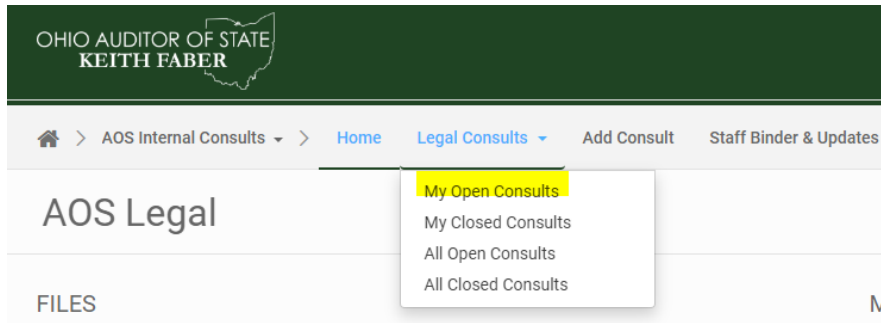 OHIO AUDITOR OF STATE
KEITH FABER
> AOS Internal Consults > Home Legal Consults Add Consult Staff Binder & Updates
My Open Consults
AOS Legal
My Closed Consults
All Open Consults
All Closed Consults
FILES